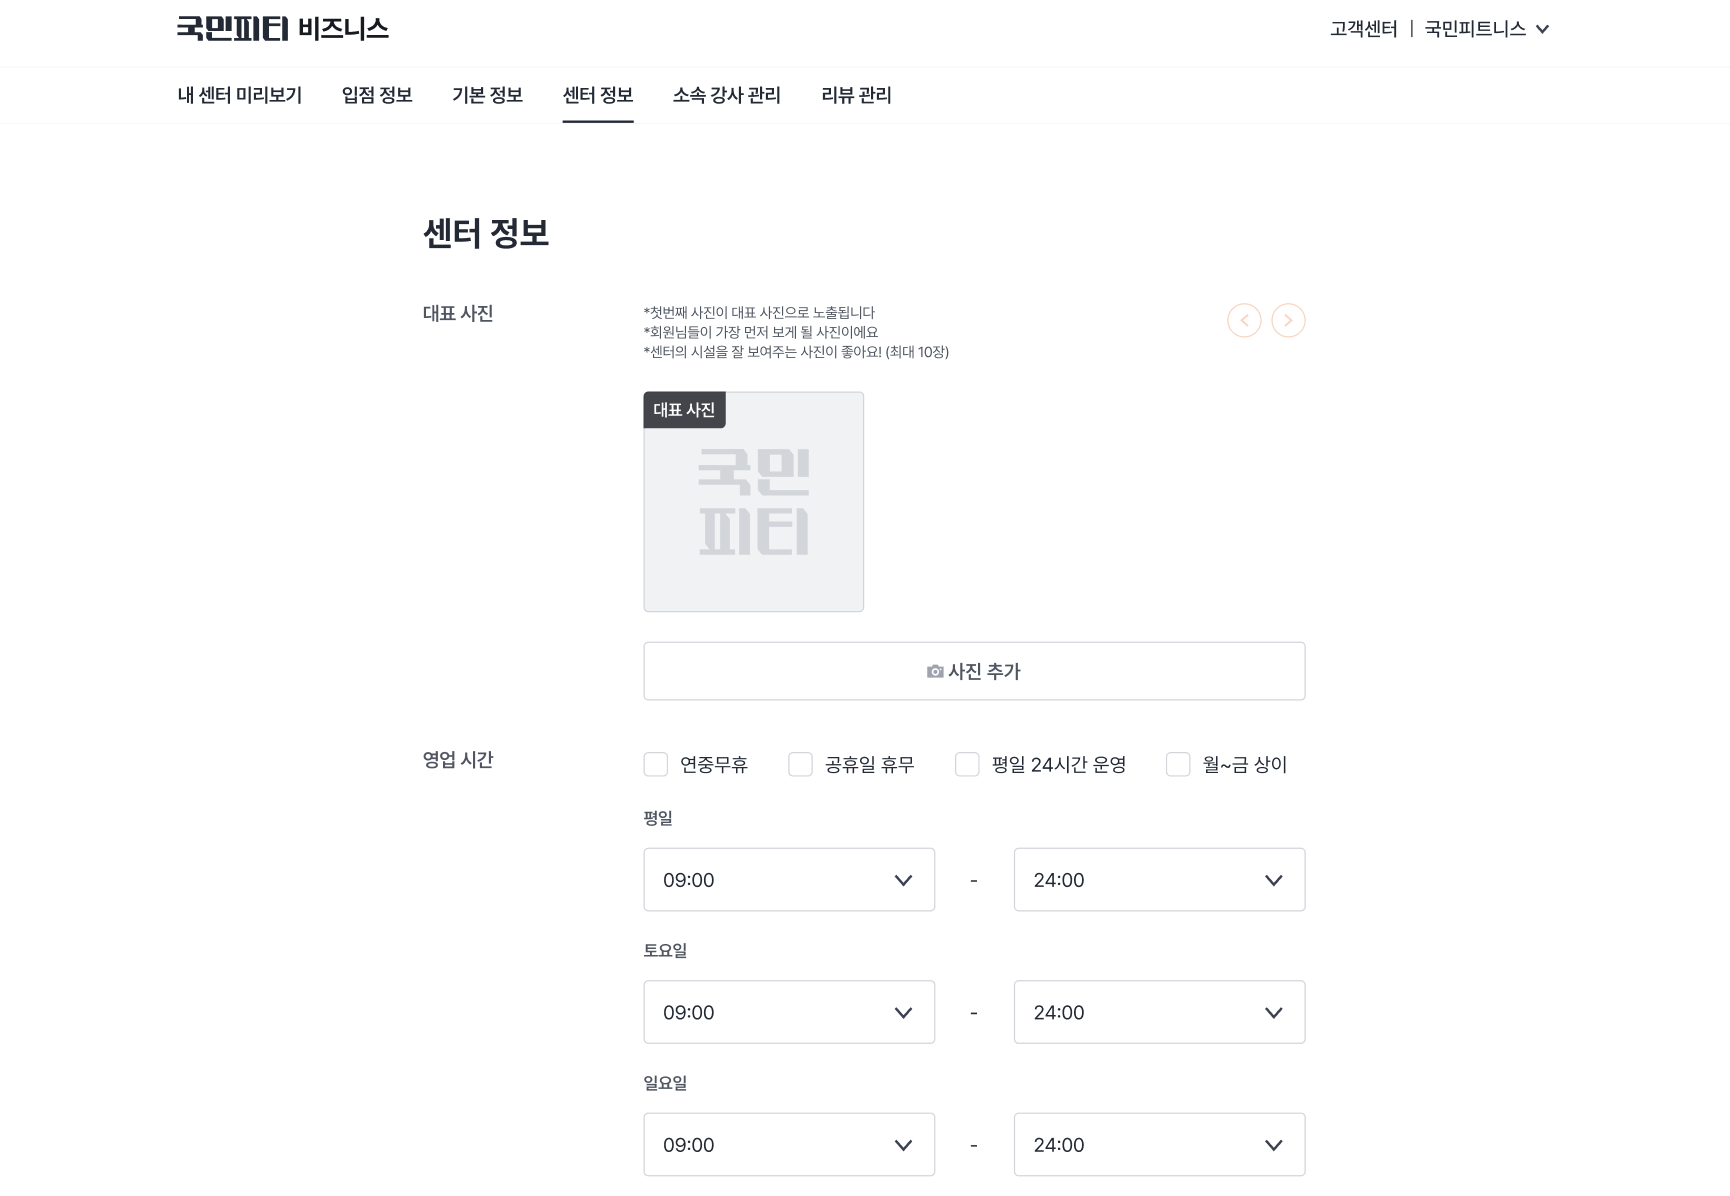 국민피티 비즈니스
고객센터 | 국민피트니스
내 센터 미리보기 입점 정보 기본 정보 센터 정보 소속 강사 관리 리뷰 관리
센터 정보
대표 사진
*첫번째 사진이 대표 사진으로 노출됩니다
*회원님들이 가장 먼저 보게 될 사진이에요
*센터의 시설을 잘 보여주는 사진이 좋아요! (최대 10장)
대표 사진
국민
피티
사진 추가
영업 시간
연중무휴 공휴일 휴무 평일 24시간 운영 월~금 상이
평일
09:00 - 24:00
토요일
09:00 - 24:00
일요일
09:00 - 24:00